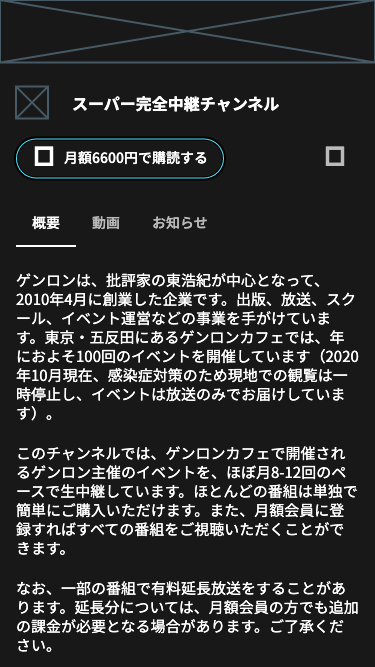 スーパー完全中継チャンネル
月額6600円で購読する
概要 動画 お知らせ
ゲンロンは、批評家の東浩紀が中心となって、
2010年4月に創業した企業です。出版、放送、スク
ール、イベント運営などの事業を手がけていま
す。東京・五反田にあるゲンロンカフェでは、年
におよそ100回のイベントを開催しています（2020
年10月現在、感染症対策のため現地での観覧は一
時停止し、イベントは放送のみでお届けしていま
す）。
このチャンネルでは、ゲンロンカフェで開催され
るゲンロン主催のイベントを、ほぼ月8-12回のペ
ースで生中継しています。ほとんどの番組は単独で
簡単にご購入いただけます。また、月額会員に登
録すればすべての番組をご視聴いただくことがで
きます。
なお、一部の番組で有料延長放送をすることがあ
ります。延長分については、月額会員の方でも追加
の課金が必要となる場合があります。ご了承くだ
さい。